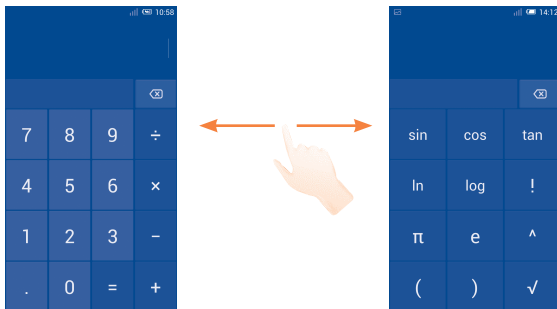 10:58
7 8 9 ÷
4 5 6 ×
1 2 3 −
. 0 = +
14:12
sin cos tan
ln log !
π e ^
( ) √